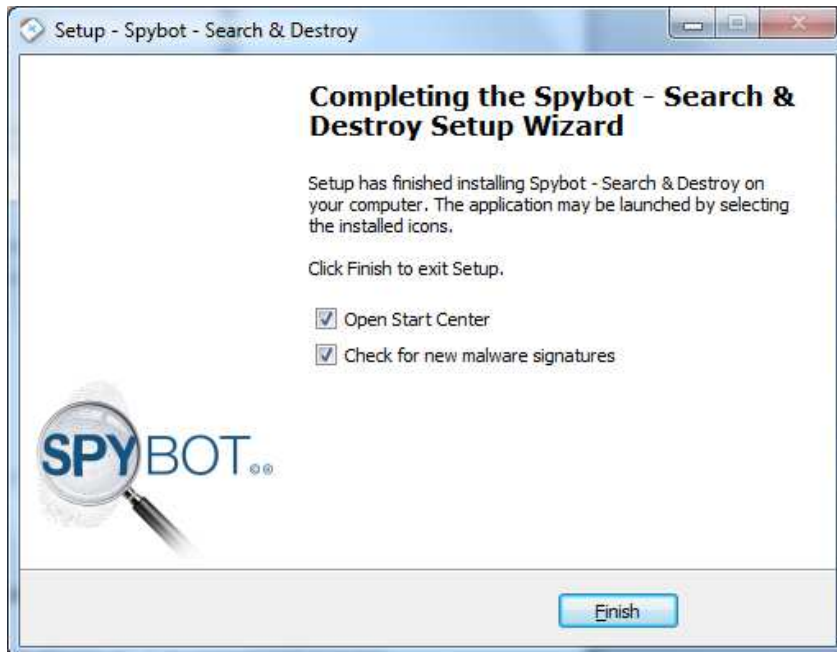 Setup - Spybot - Search & Destroy
Completing the Spybot - Search &
Destroy Setup Wizard
Setup has finished installing Spybot - Search & Destroy on
your computer. The application may be launched by selecting
the installed icons.
Click Finish to exit Setup.
Open Start Center
Check for new malware signatures
SPYBOT©®
Finish